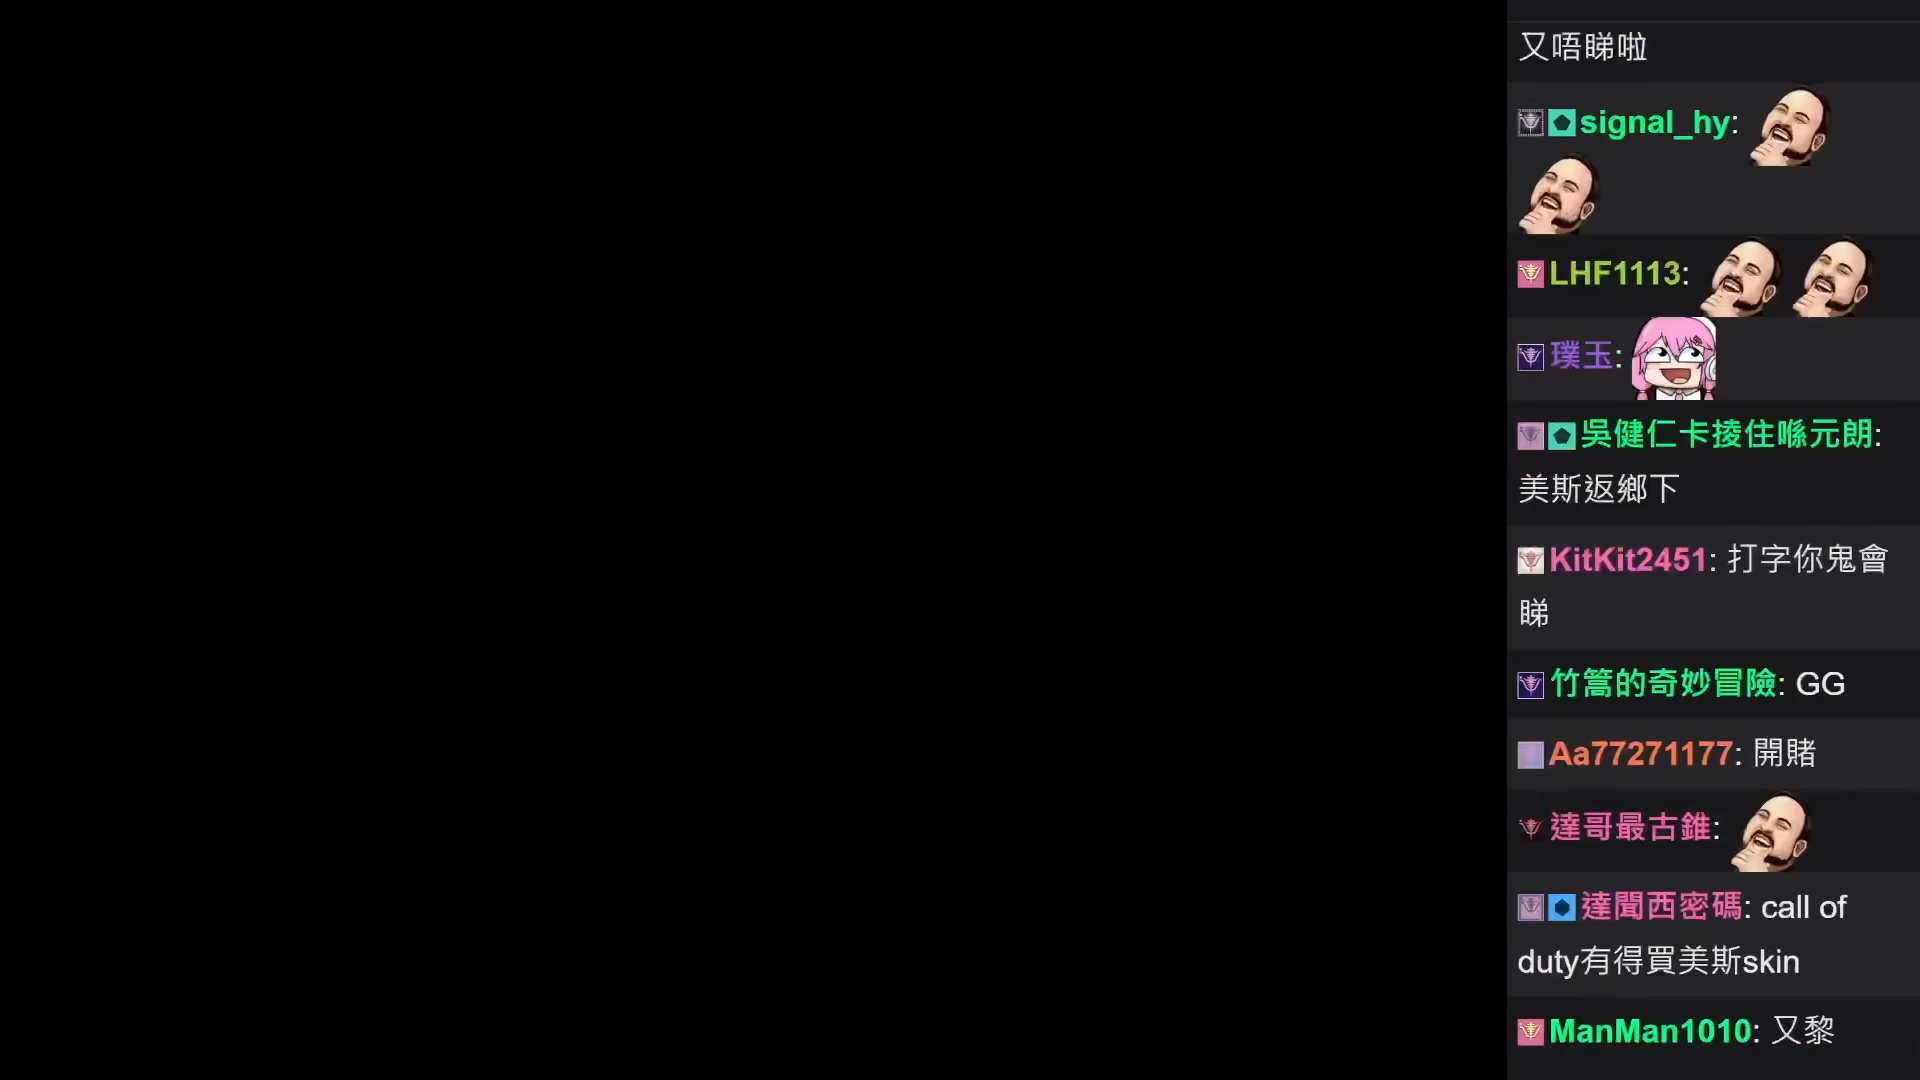 又唔睇啦
signal_hy:
LHF1113:
璞玉:
吳健仁卡掕住喺元朗:
美斯返鄉下
KitKit2451: 打字你鬼會
睇
竹篙的奇妙冒險: GG
Aa77271177: 開賭
達哥最古錐:
達聞西密碼: call of
duty有得買美斯skin
ManMan1010: 又黎